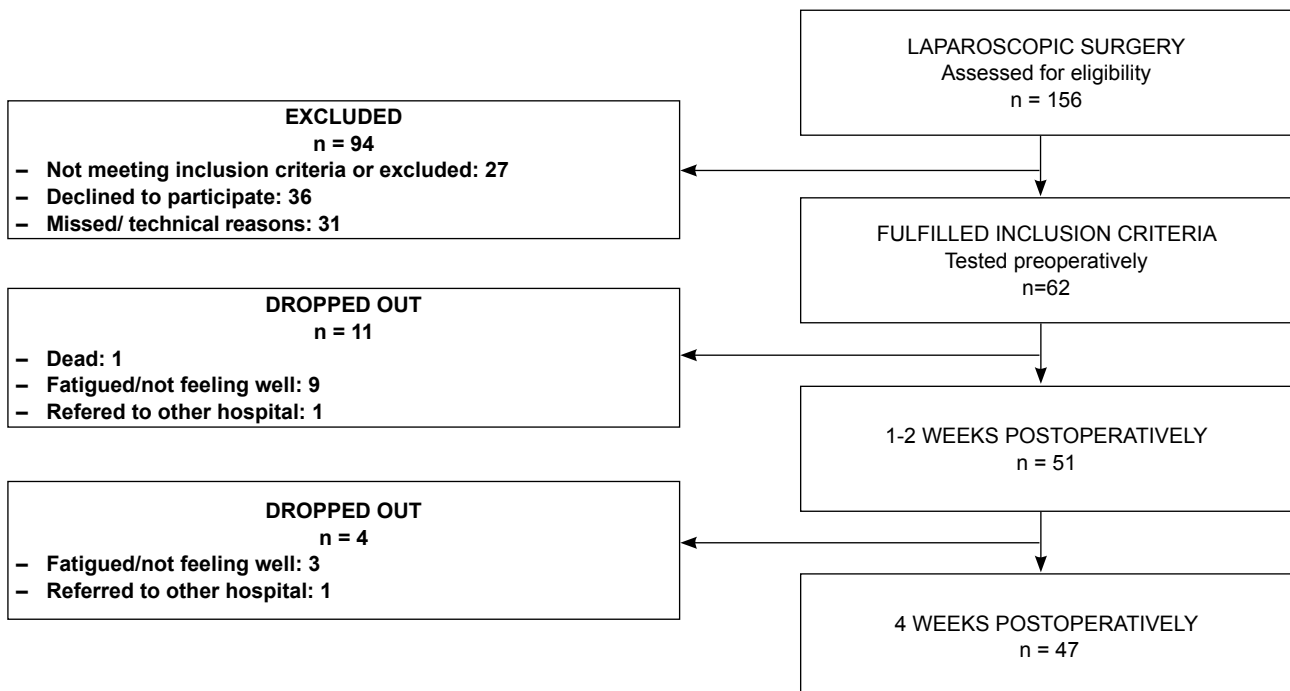 LAPAROSCOPIC SURGERY
Assessed for eligibility
n = 156
EXCLUDED
n = 94
– Not meeting inclusion criteria or excluded: 27
– Declined to participate: 36
– Missed/ technical reasons: 31
FULFILLED INCLUSION CRITERIA
Tested preoperatively
n=62
DROPPED OUT
n = 11
– Dead: 1
– Fatigued/not feeling well: 9
– Refered to other hospital: 1
1-2 WEEKS POSTOPERATIVELY
n = 51
DROPPED OUT
n = 4
– Fatigued/not feeling well: 3
– Referred to other hospital: 1
4 WEEKS POSTOPERATIVELY
n = 47